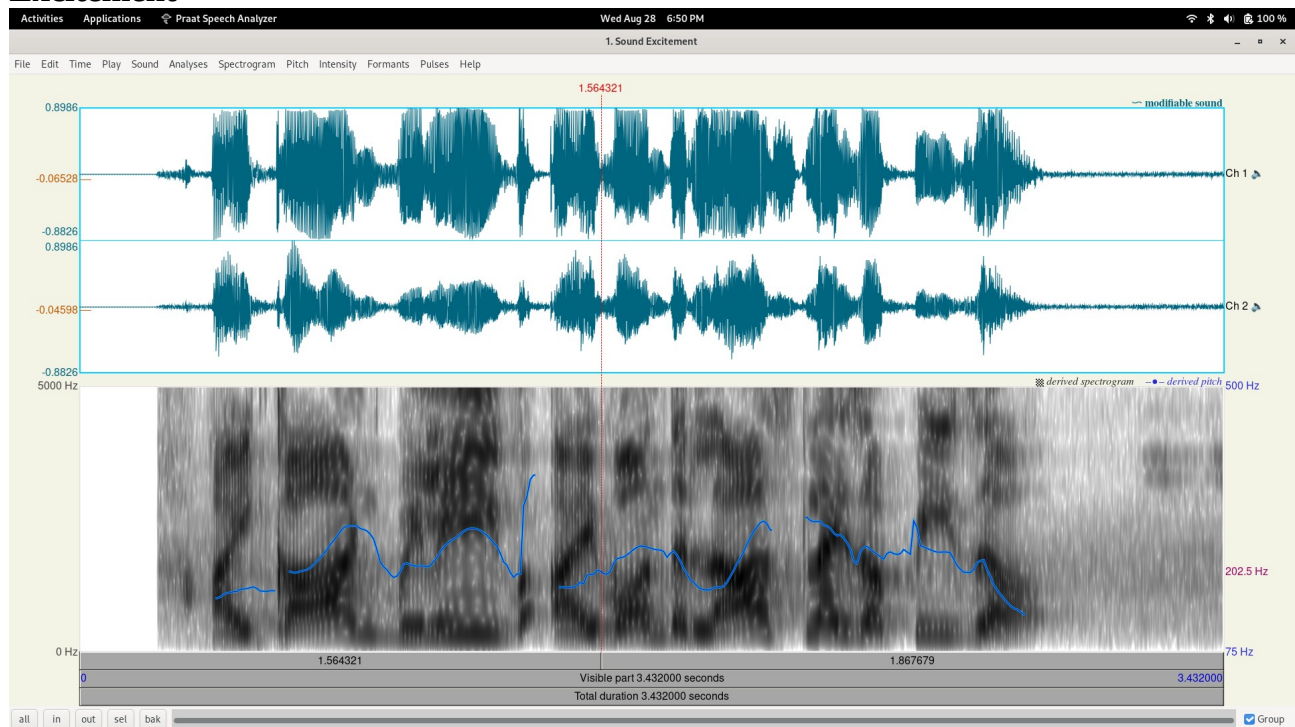 Excitement
Activities Applications Praat Speech Analyzer Wed Aug 28 6:50 PM 100 %
1. Sound Excitement
File Edit Time Play Sound Analyses Spectrogram Pitch Intensity Formants Pulses Help
1.564321
0.8986 modifiable sound
-0.06528 Ch 1
-0.8826
0.8986
-0.04598 Ch 2
-0.8826
5000 Hz derived spectrogram derived pitch 500 Hz
202.5 Hz
0 Hz 75 Hz
1.564321 1.867679
0 Visible part 3.432000 seconds 3.432000
Total duration 3.432000 seconds
all in out sel bak Group